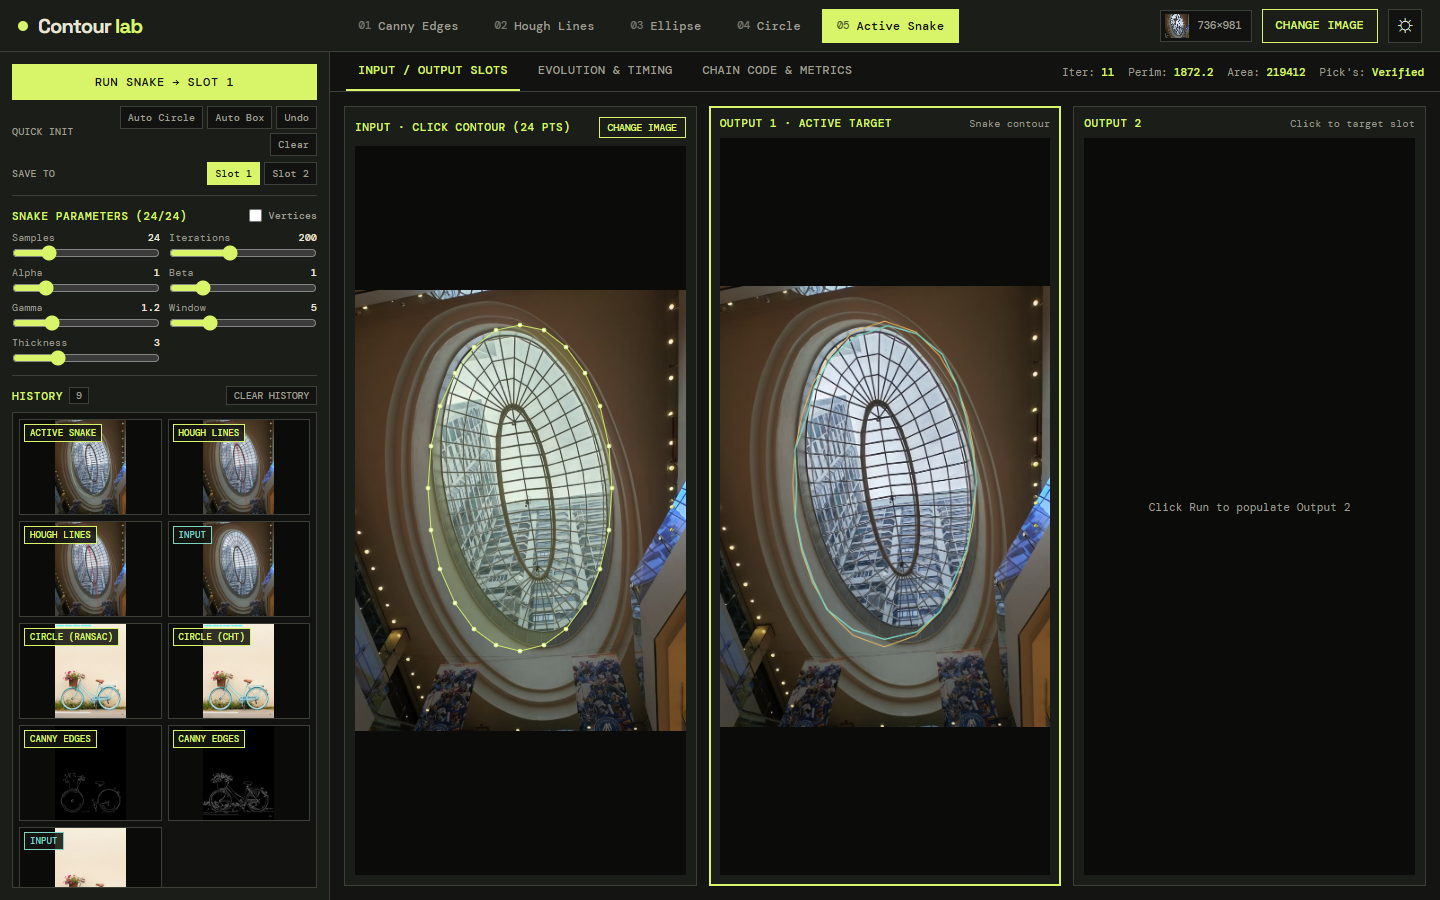 Contour lab
01 Canny Edges
02 Hough Lines
03 Ellipse
04 Circle
05 Active Snake
736×981
CHANGE IMAGE
RUN SNAKE → SLOT 1
QUICK INIT
Auto Circle
Auto Box
Undo
Clear
SAVE TO
Slot 1
Slot 2
SNAKE PARAMETERS (24/24)
Vertices
Samples 24
Iterations 200
Alpha 1
Beta 1
Gamma 1.2
Window 5
Thickness 3
HISTORY 9
CLEAR HISTORY
ACTIVE SNAKE
HOUGH LINES
HOUGH LINES
INPUT
CIRCLE (RANSAC)
CIRCLE (CHT)
CANNY EDGES
CANNY EDGES
INPUT
INPUT / OUTPUT SLOTS
EVOLUTION & TIMING
CHAIN CODE & METRICS
Iter: 11 Perim: 1872.2 Area: 219412 Pick's: Verified
INPUT · CLICK CONTOUR (24 PTS)
CHANGE IMAGE
OUTPUT 1 · ACTIVE TARGET
Snake contour
OUTPUT 2
Click to target slot
Click Run to populate Output 2